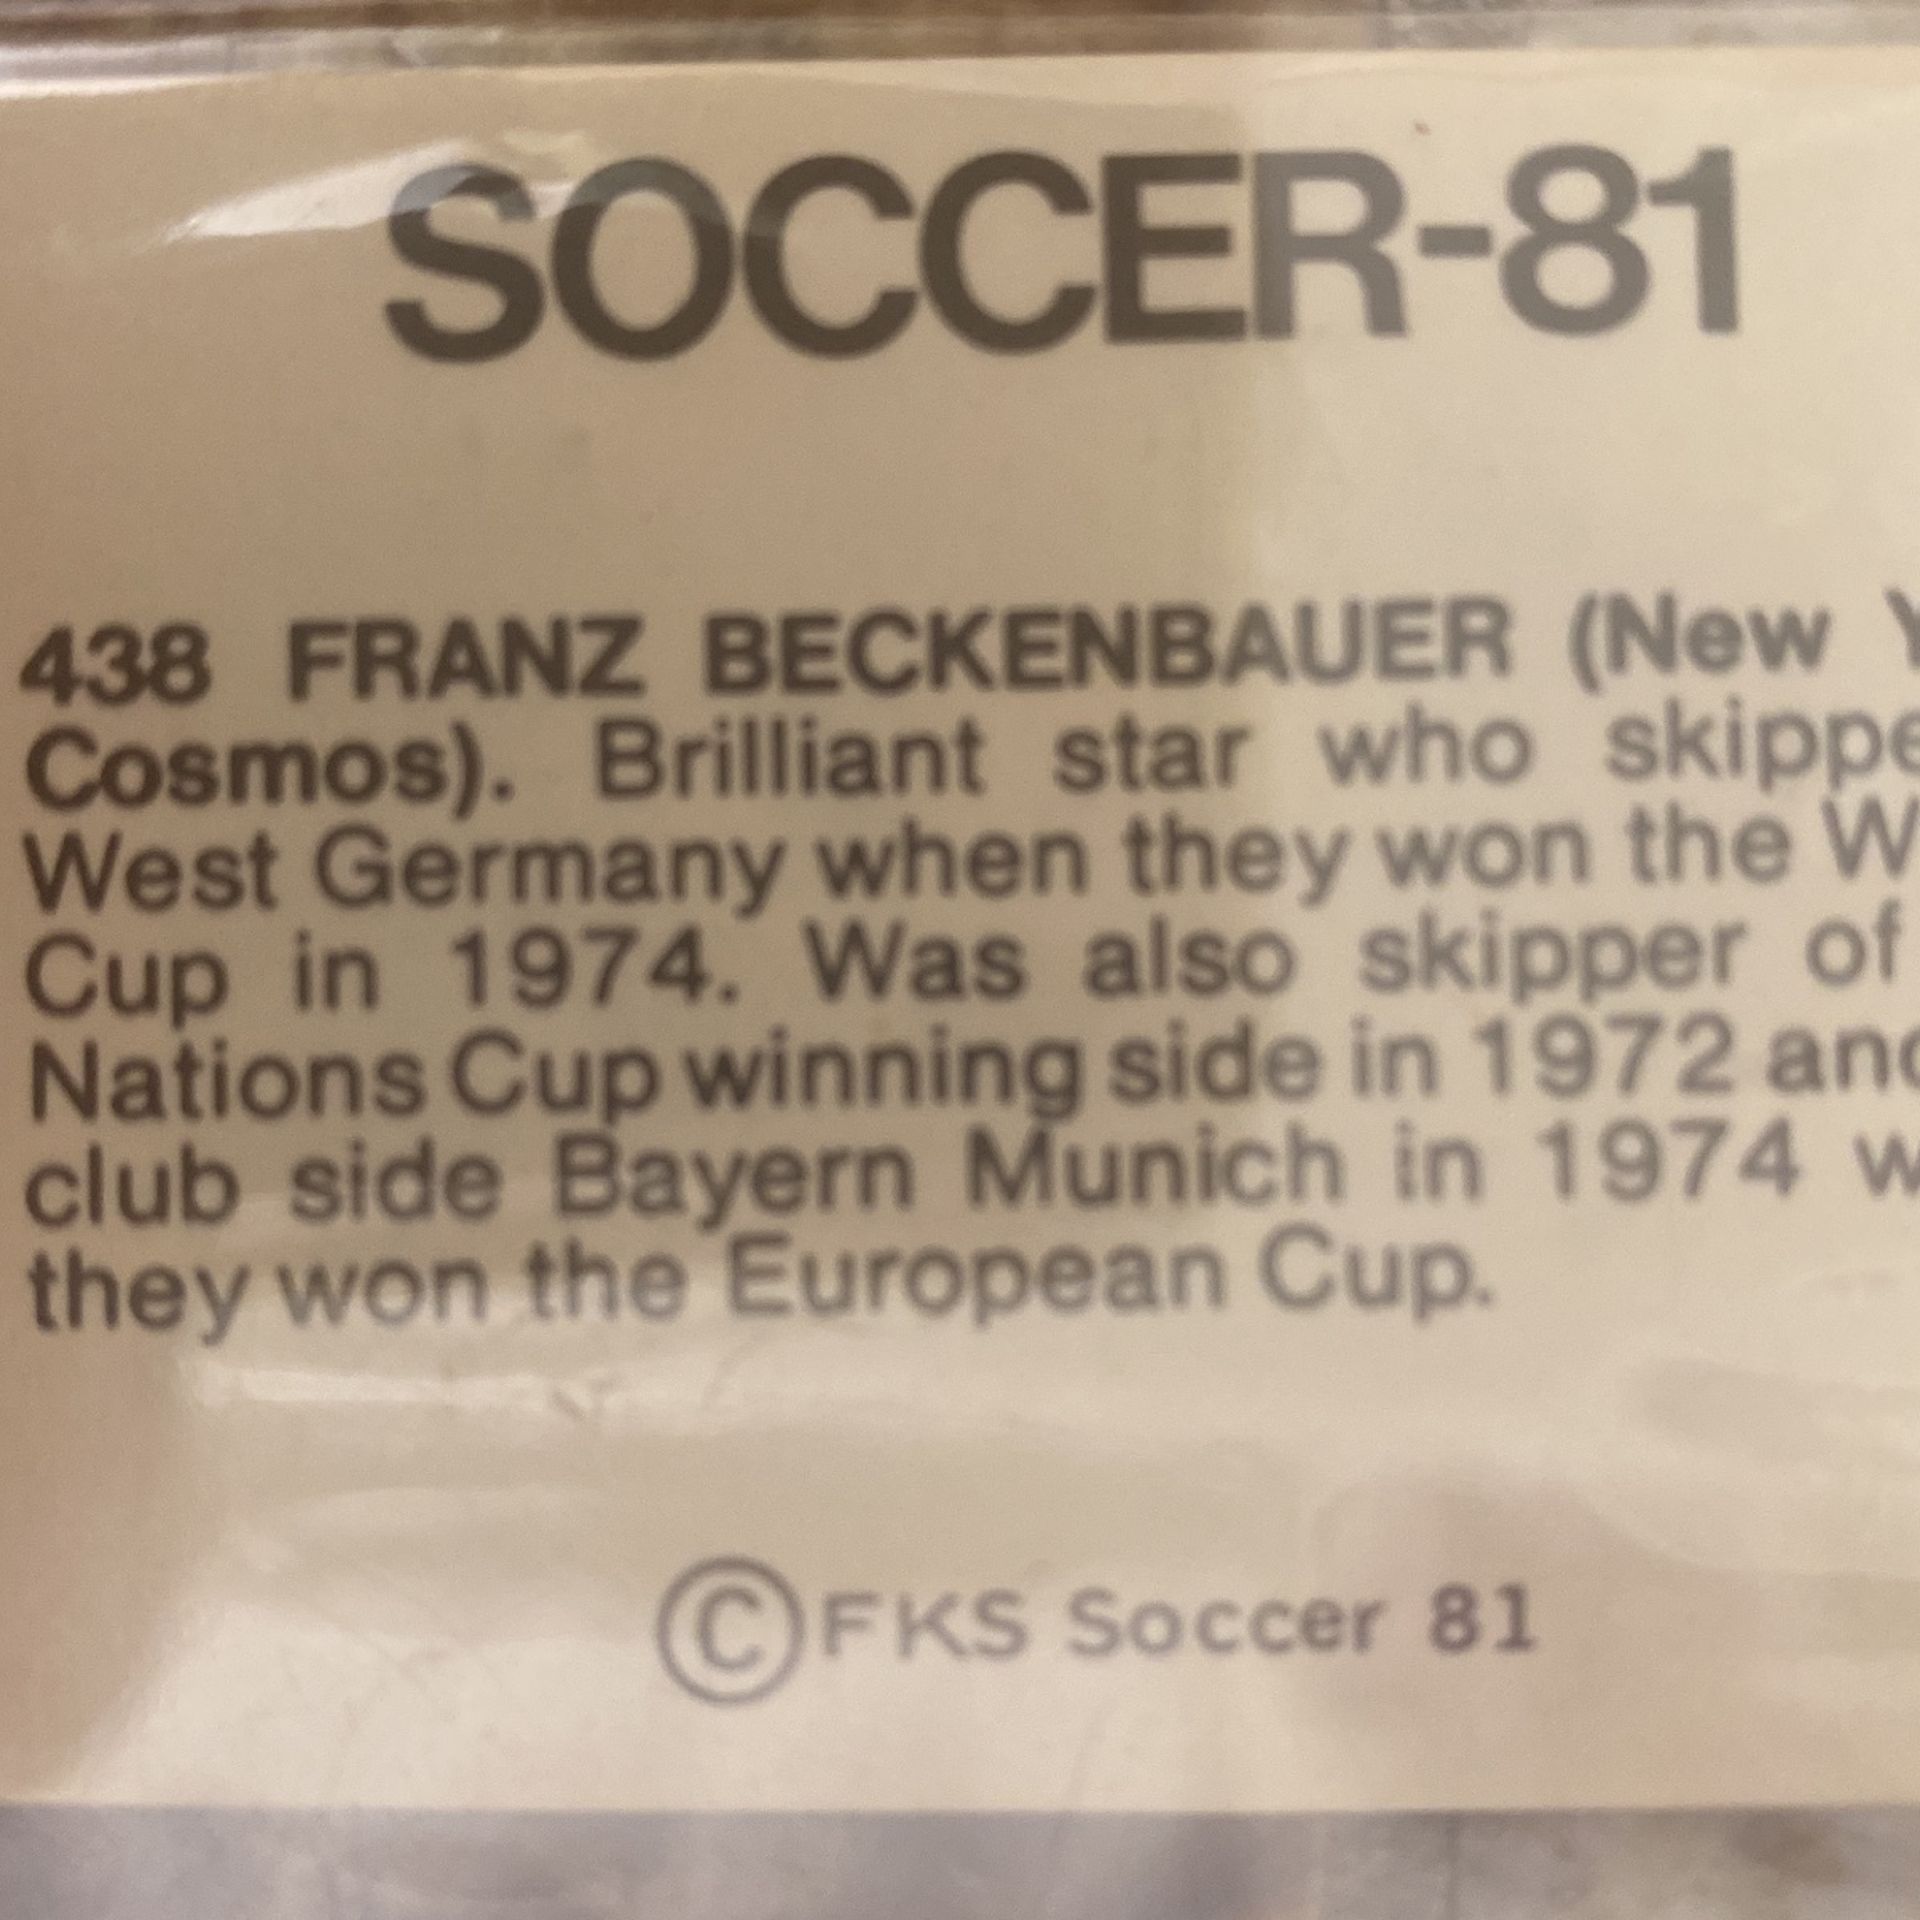 SOCCER-81
438 FRANZ BECKENBAUER (New Y
Cosmos). Brilliant star who skippe
West Germany when they won the W
Cup in 1974. Was also skipper of
Nations Cup winning side in 1972 and
club side Bayern Munich in 1974 w
they won the European Cup.
©FKS Soccer 81